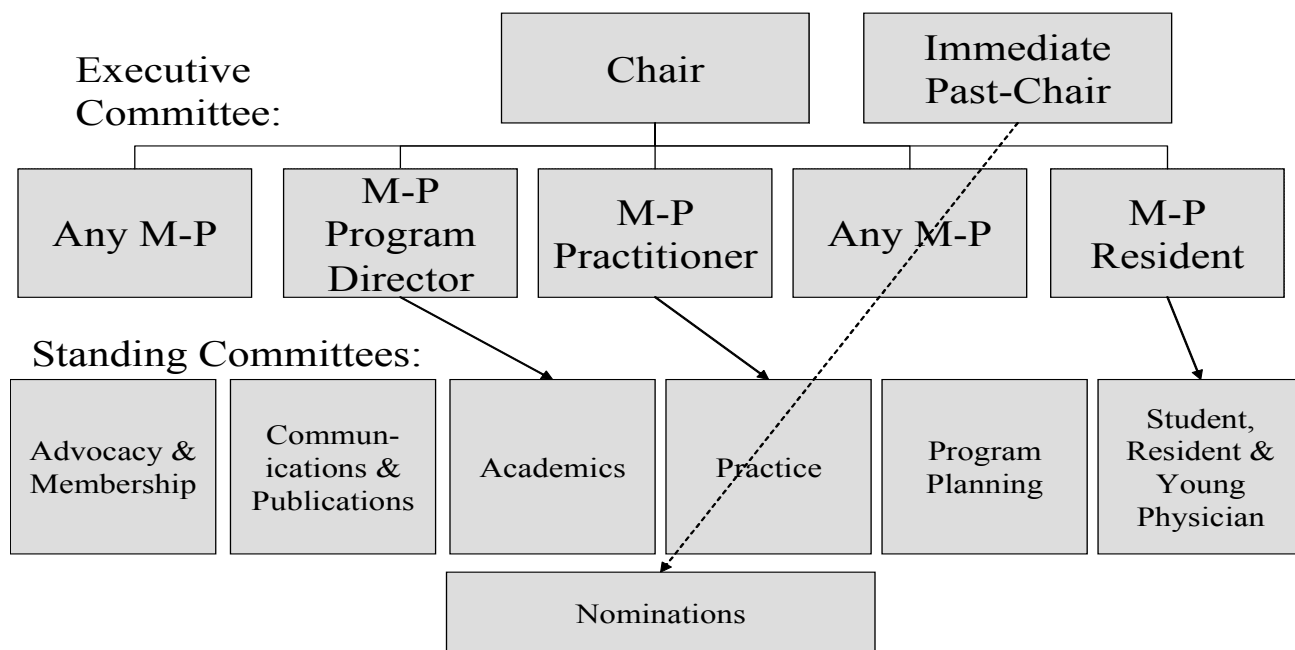 Executive
Committee:
Chair
Immediate
Past-Chair
Any M-P
M-P
Program
Director
M-P
Practitioner
Any M-P
M-P
Resident
Standing Committees:
Advocacy &
Membership
Commun-
ications &
Publications
Academics
Practice
Program
Planning
Student,
Resident &
Young
Physician
Nominations